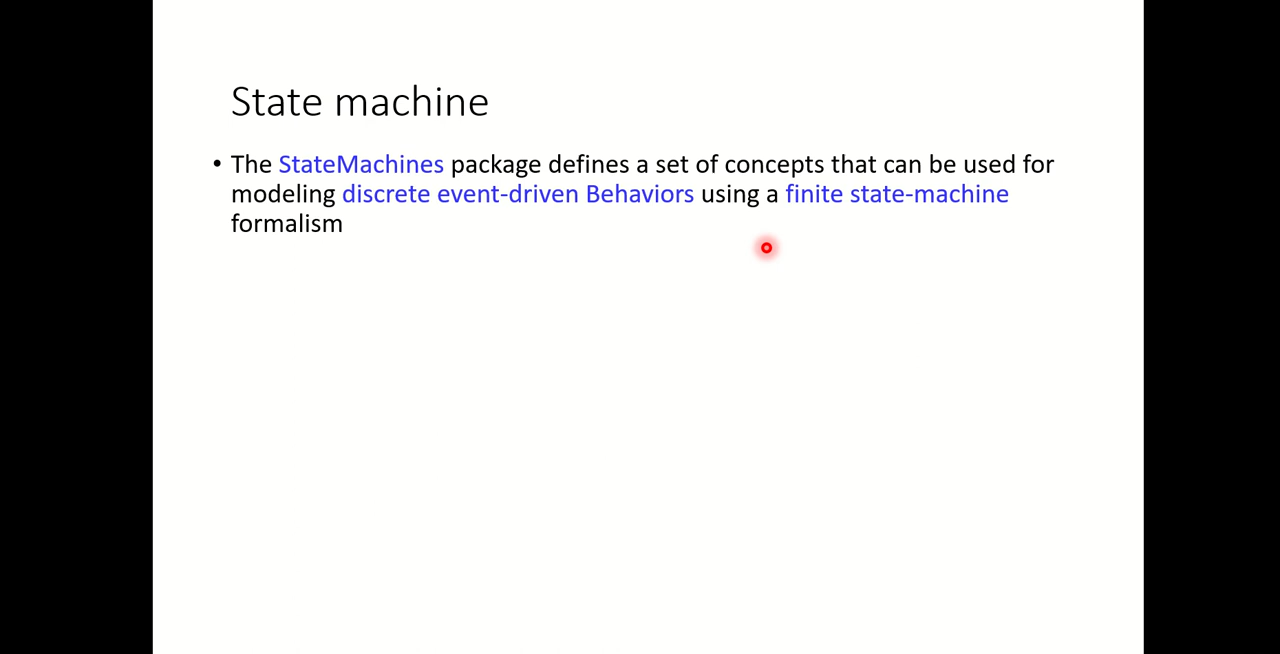 State machine
• The StateMachines package defines a set of concepts that can be used for
modeling discrete event-driven Behaviors using a finite state-machine
formalism